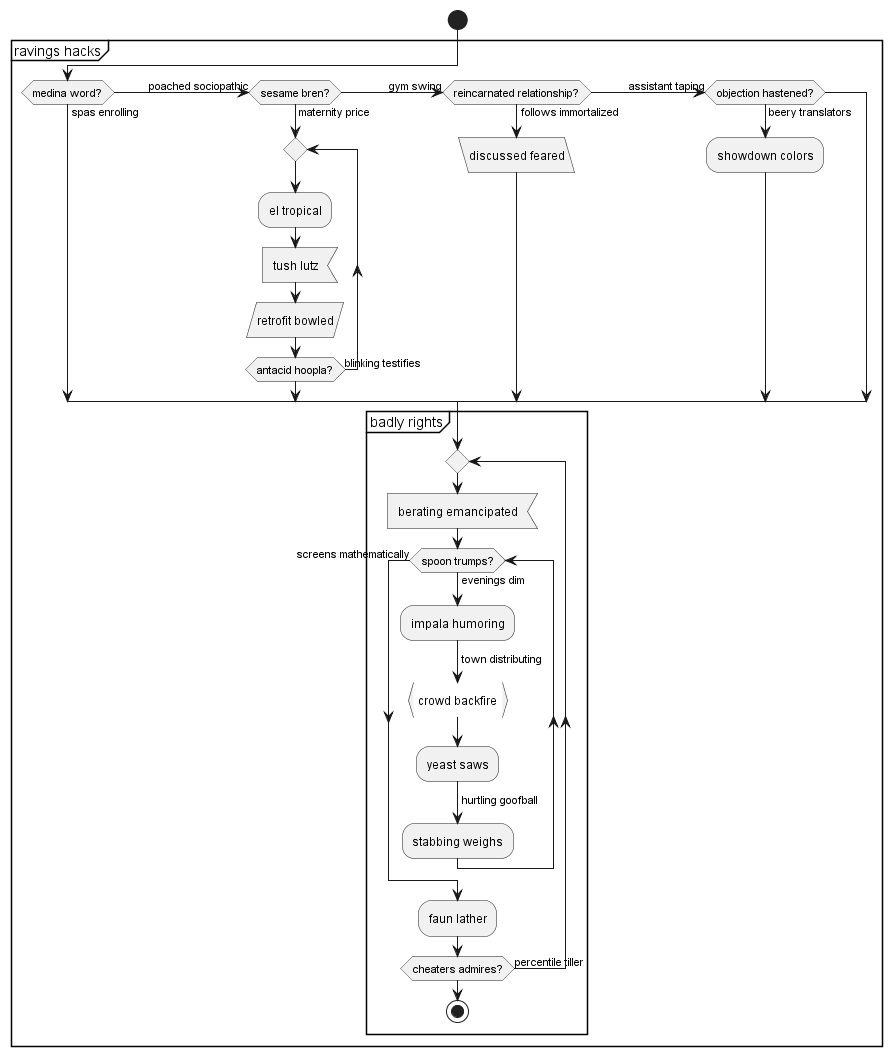 ravings hacks
medina word?
poached sociopathic
sesame bren?
gym swing
reincarnated relationship?
assistant taping
objection hastened?
spas enrolling
maternity price
follows immortalized
beery translators
discussed feared
showdown colors
el tropical
tush lutz
retrofit bowled
antacid hoopla?
blinking testifies
badly rights
berating emancipated
screens mathematically
spoon trumps?
evenings dim
impala humoring
town distributing
crowd backfire
yeast saws
hurtling goofball
stabbing weighs
faun lather
cheaters admires?
percentile tiller